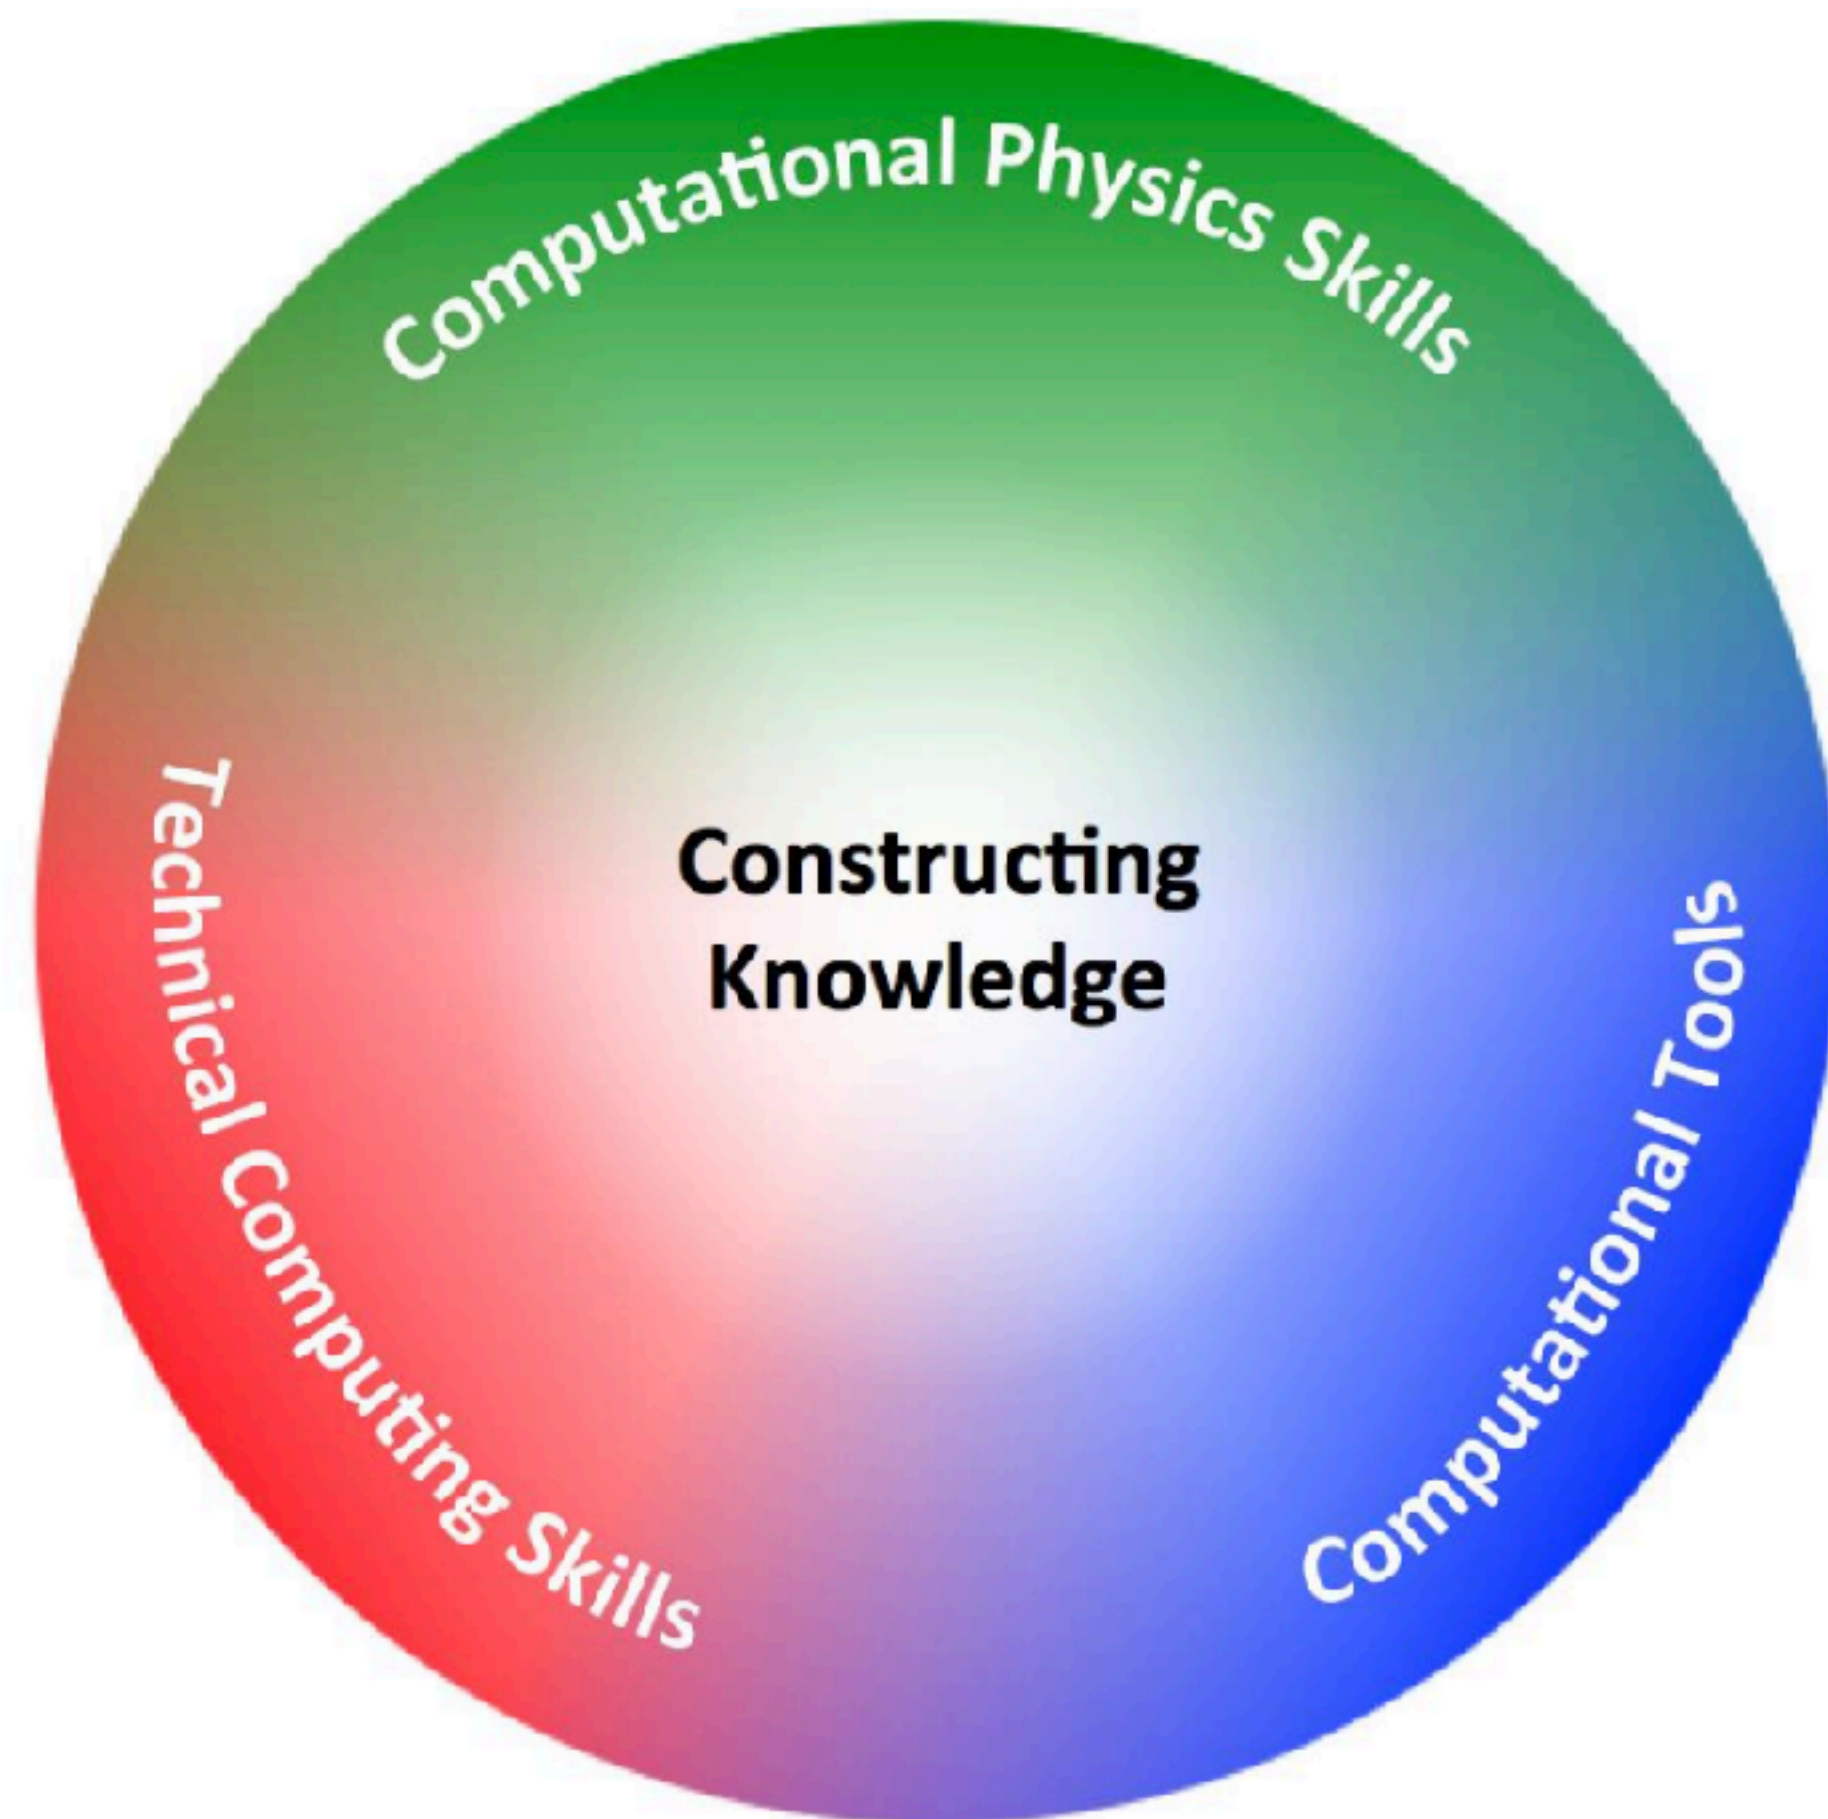 Computational Physics Skills
Constructing
Knowledge
Technical Computing Skills
Computational Tools